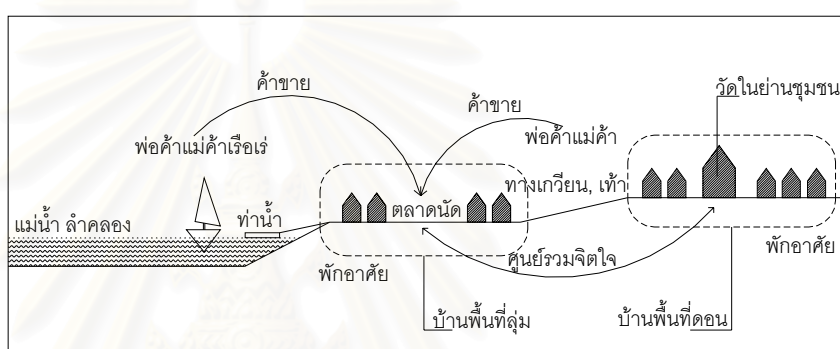 ค้าขาย
ค้าขาย
วัดในย่านชุมชน
พ่อค้าแม่ค้าเรือเร่
พ่อค้าแม่ค้า
ทางเกวียน, เท้า
แม่น้ำ ลำคลอง
ท่าน้ำ
ตลาดนัด
พักอาศัย
ศูนย์รวมจิตใจ
พักอาศัย
บ้านพื้นที่ลุ่ม
บ้านพื้นที่ดอน